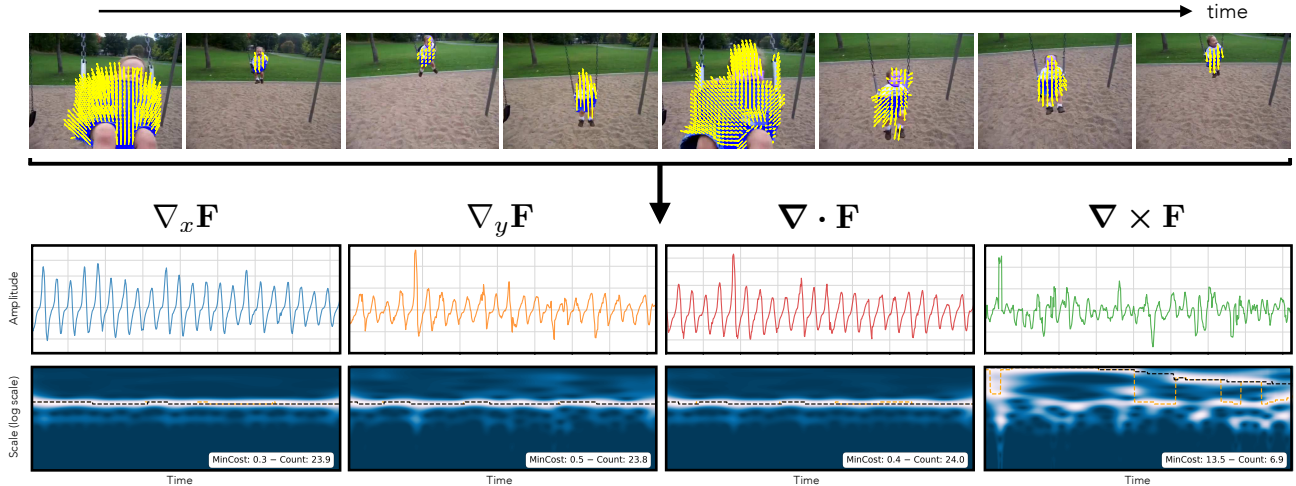 time
∇ₓF
∇ᵧF
∇ · F
∇ × F
Amplitude
Scale (log scale)
MinCost: 0.3 − Count: 23.9
MinCost: 0.5 − Count: 23.8
MinCost: 0.4 − Count: 24.0
MinCost: 13.5 − Count: 6.9
Time
Time
Time
Time